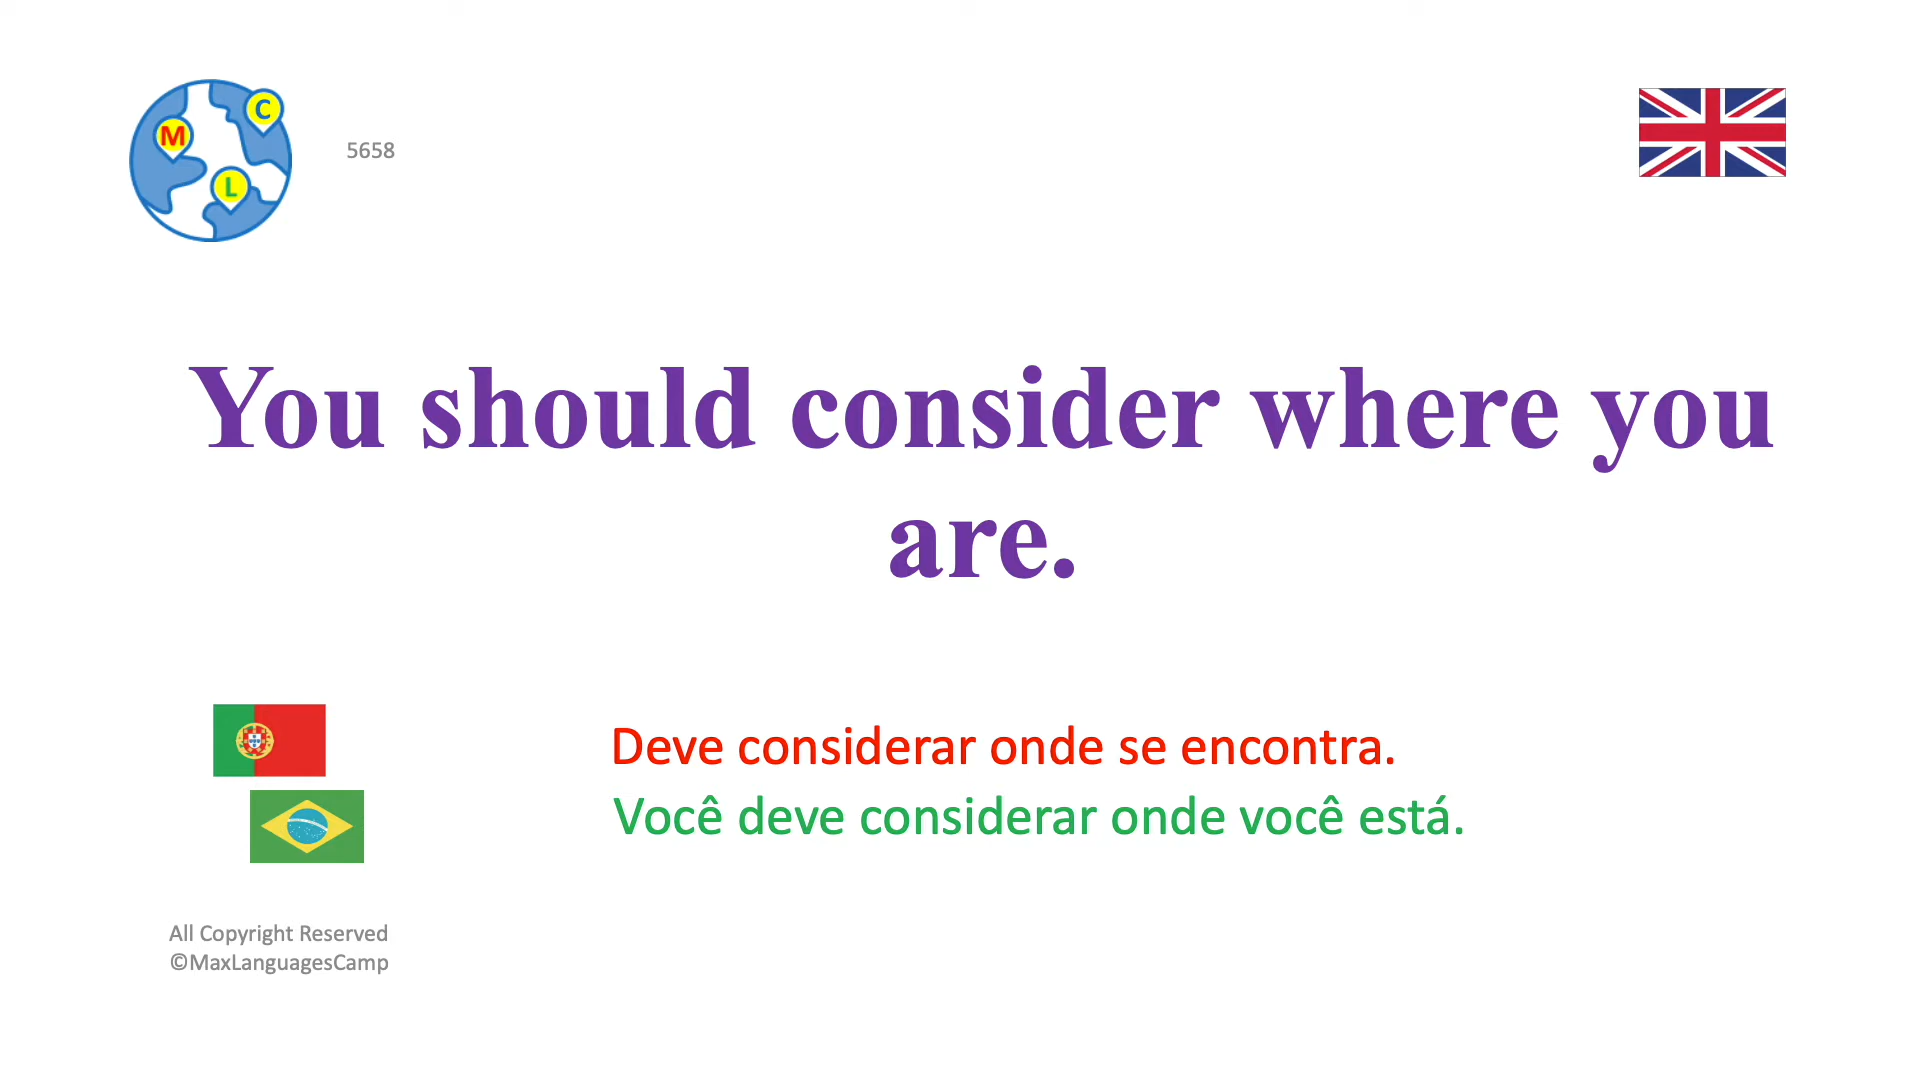 M
C
L
5658
You should consider where you
are.
Deve considerar onde se encontra.
Você deve considerar onde você está.
All Copyright Reserved
©MaxLanguagesCamp